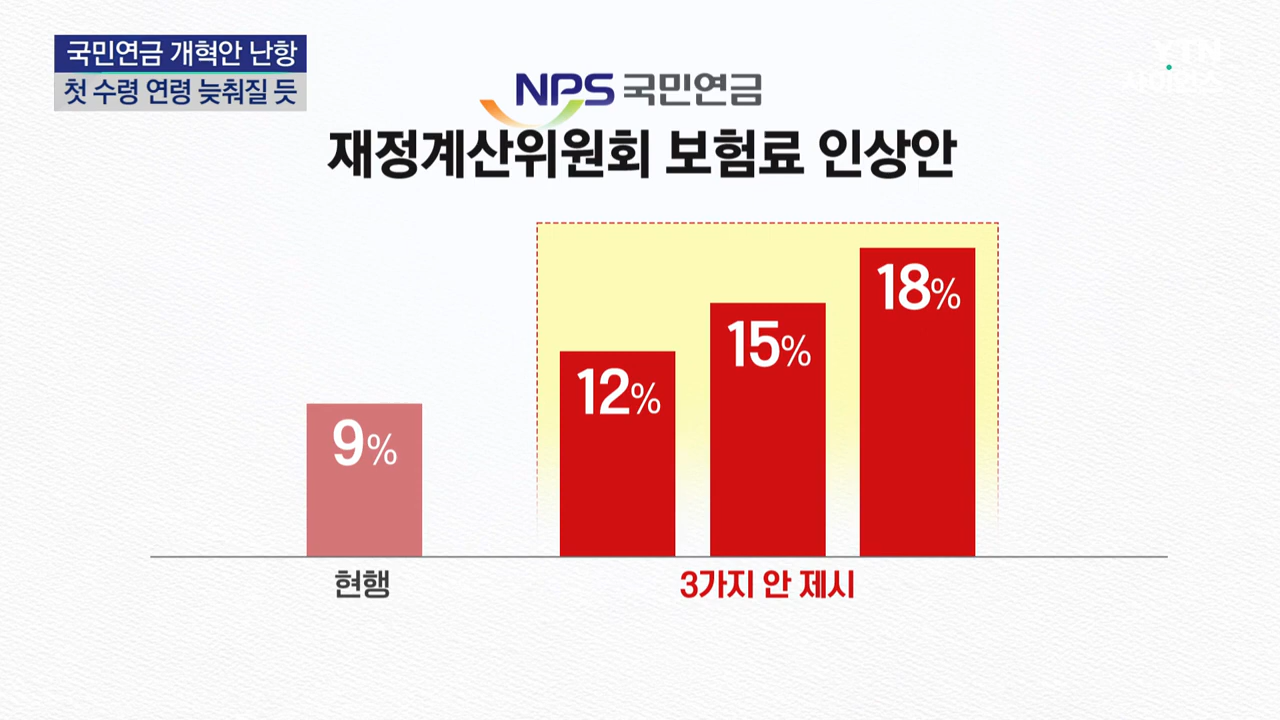 국민연금 개혁안 난항
첫 수령 연령 늦춰질 듯
YTN
NPS 국민연금
재정계산위원회 보험료 인상안
9%
12%
15%
18%
현행
3가지 안 제시